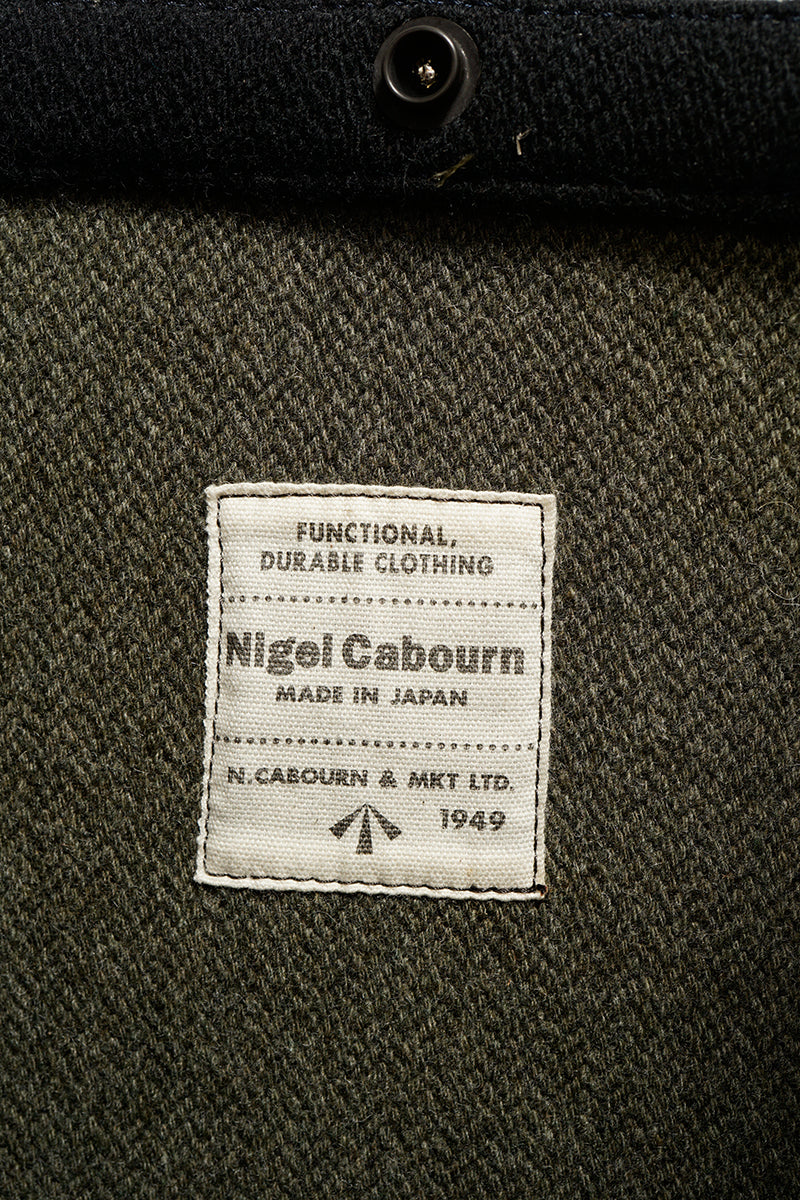 FUNCTIONAL,
DURABLE CLOTHING
Nigel Cabourn
MADE IN JAPAN
N.CABOURN & MKT LTD.
1949